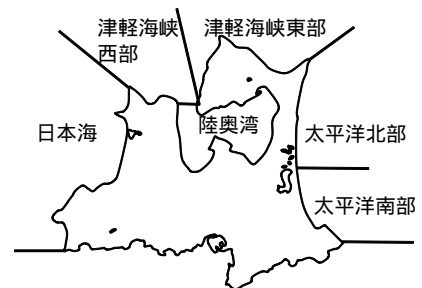 津軽海峡
西部
津軽海峡東部
日本海
陸奥湾
太平洋北部
太平洋南部